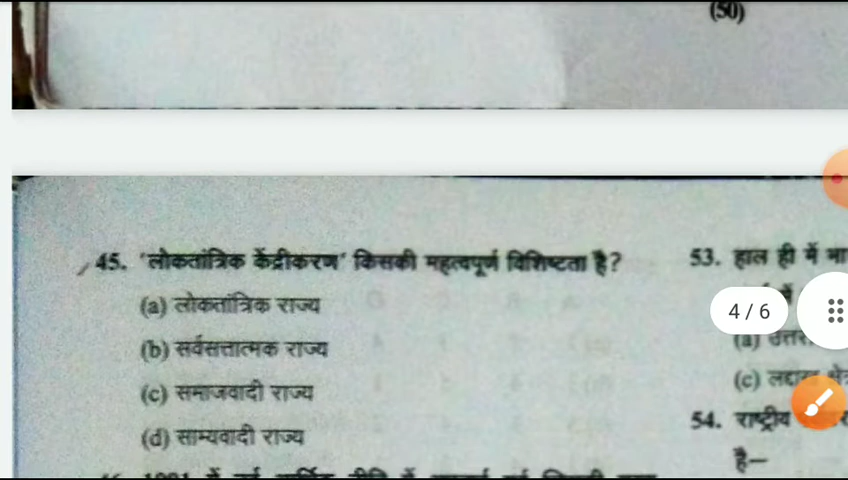 (50)
45. 'लोकतांत्रिक केंद्रीकरण' किसकी महत्वपूर्ण विशिष्टता है?
(a) लोकतांत्रिक राज्य
(b) सर्वसत्तात्मक राज्य
(c) समाजवादी राज्य
(d) साम्यवादी राज्य
53. हाल ही में
4 / 6
(a)
(c) लद्दाख
54. राष्ट्रीय
है—